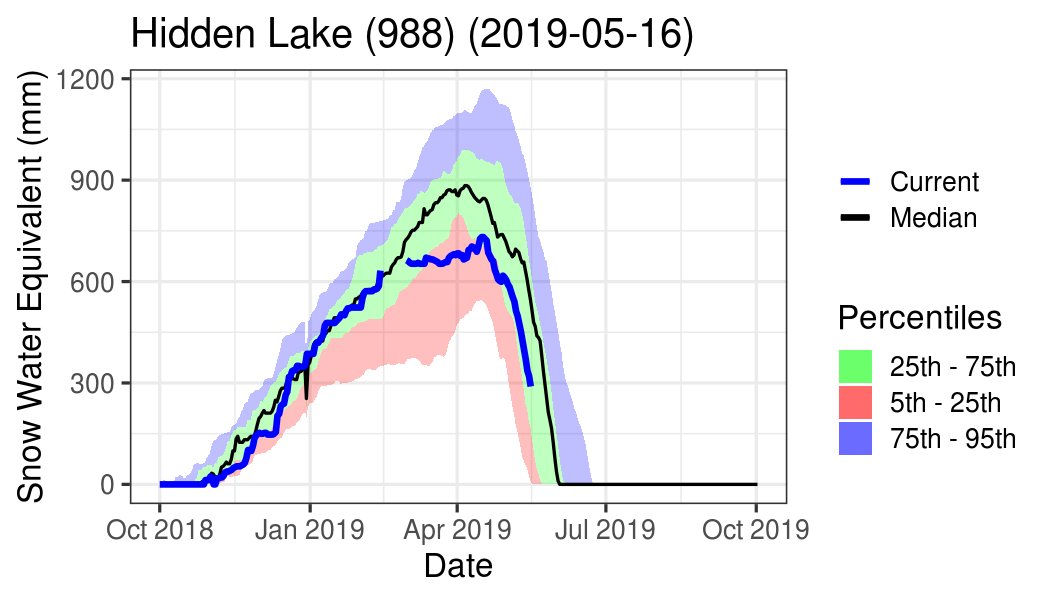 Hidden Lake (988) (2019-05-16)
Snow Water Equivalent (mm)
1200
900
600
300
0
Oct 2018
Jan 2019
Apr 2019
Jul 2019
Oct 2019
Date
Current
Median
Percentiles
25th - 75th
5th - 25th
75th - 95th